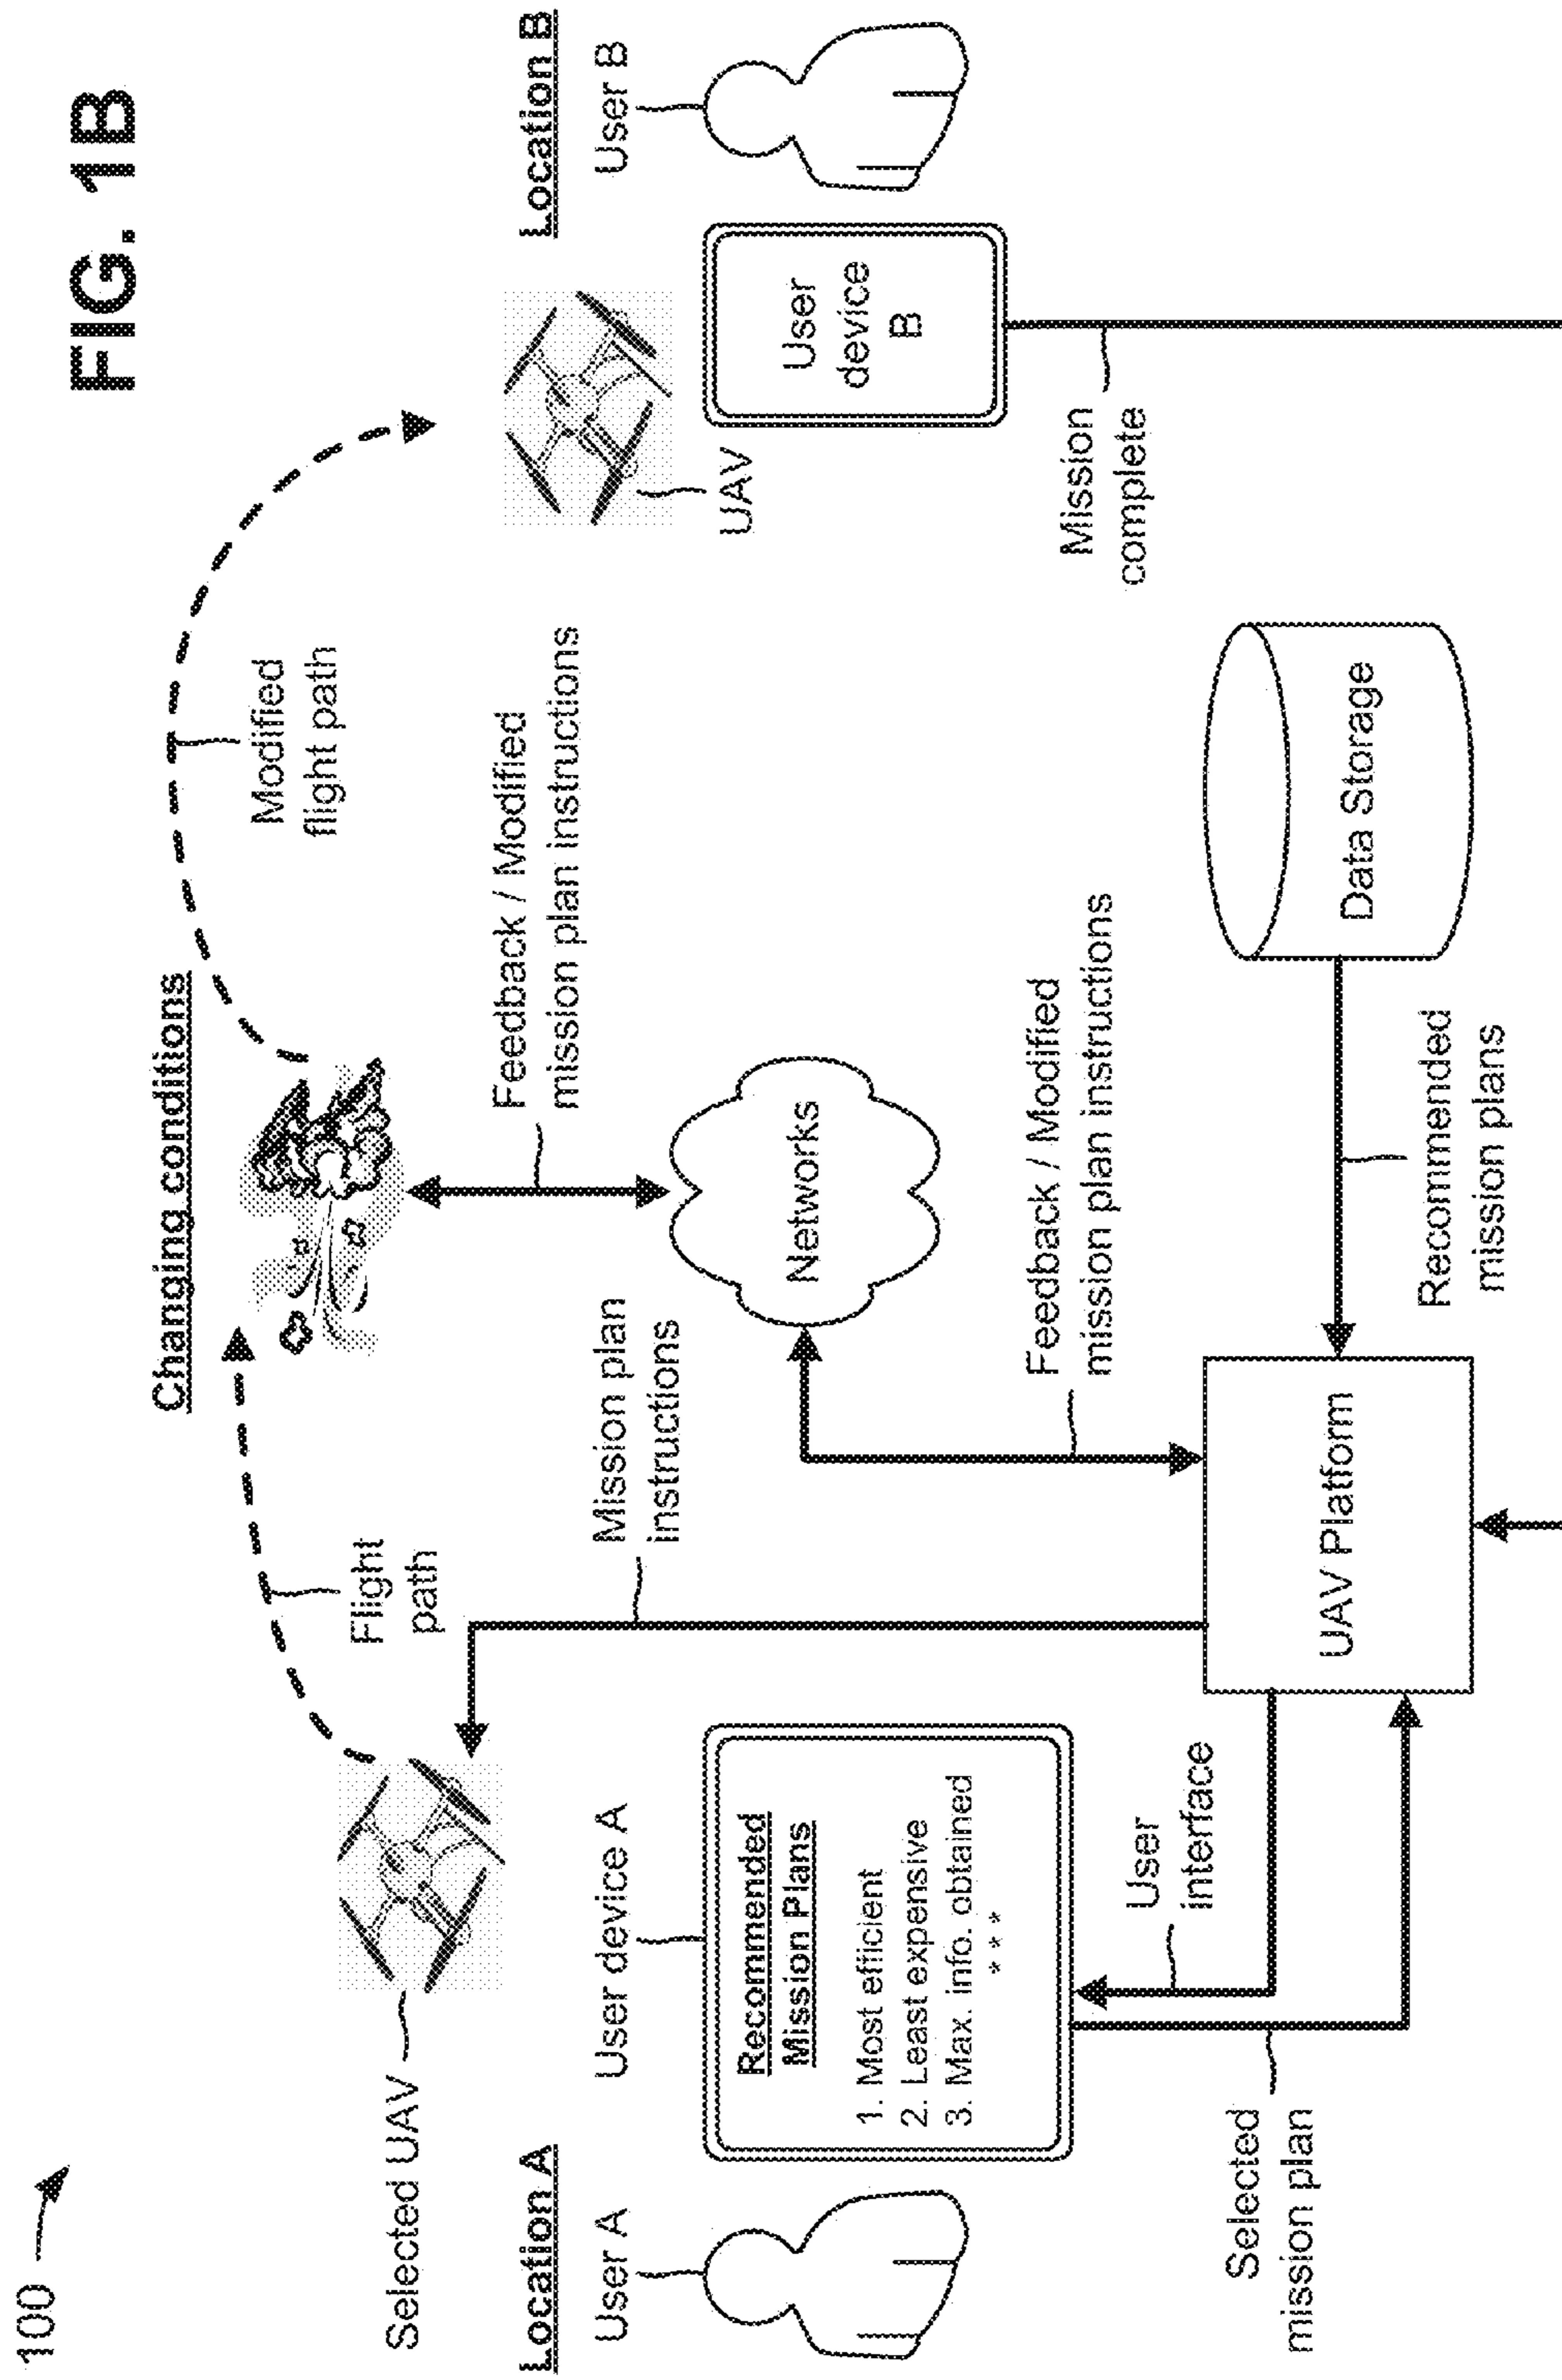 100
FIG. 1B
Changing conditions
Modified
flight path
Flight
path
Selected UAV
Feedback / Modified
mission plan instructions
Location A
Location B
User A
User device A
Mission plan
instructions
User B
UAV
Recommended
Mission Plans
1. Most efficient
2. Least expensive
3. Max. info. obtained
* * *
Networks
User
device
B
Feedback / Modified
mission plan instructions
Mission
complete
User
interface
Selected
mission plan
UAV Platform
Data Storage
Recommended
mission plans